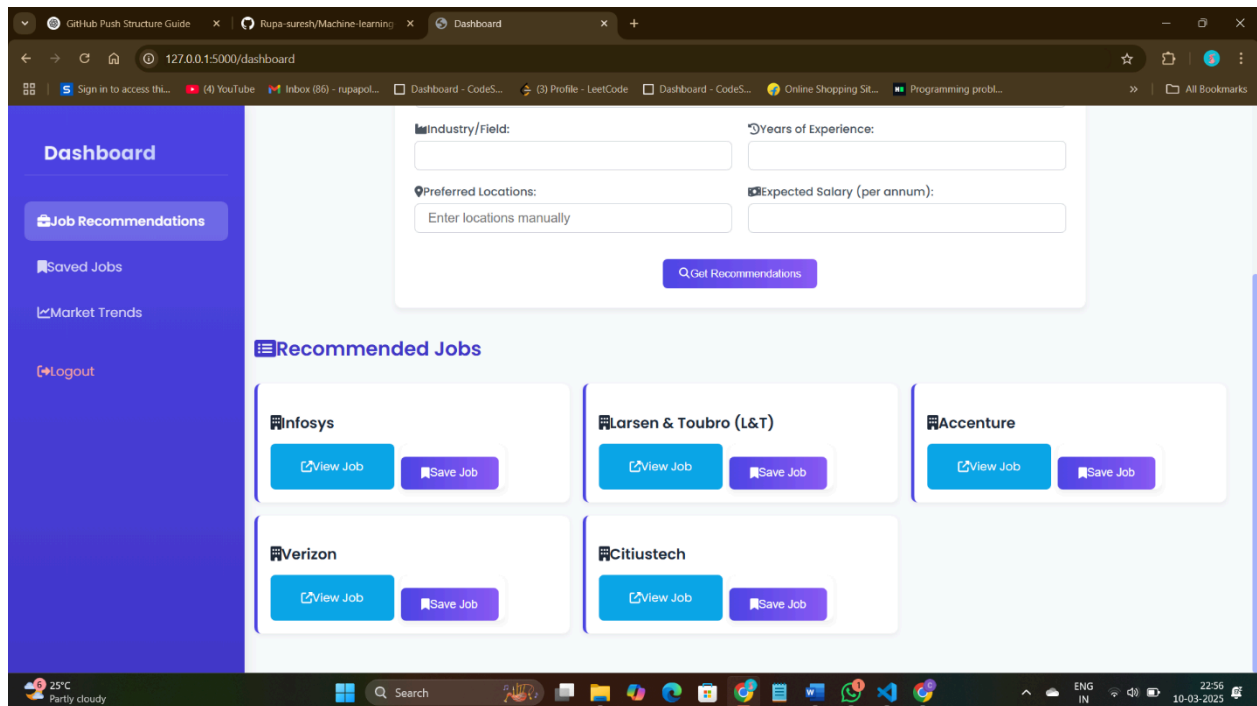 GitHub Push Structure Guide
Rupa-suresh/Machine-learning
Dashboard
127.0.0.1:5000/dashboard
Sign in to access thi...
(4) YouTube
Inbox (86) - rupapol...
Dashboard - CodeS...
(3) Profile - LeetCode
Dashboard - CodeS...
Online Shopping Sit...
Programming probl...
All Bookmarks
Dashboard
Job Recommendations
Saved Jobs
Market Trends
Logout
Industry/Field:
Years of Experience:
Preferred Locations:
Expected Salary (per annum):
Enter locations manually
Get Recommendations
Recommended Jobs
Infosys
View Job
Save Job
Larsen & Toubro (L&T)
View Job
Save Job
Accenture
View Job
Save Job
Verizon
View Job
Save Job
Citiustech
View Job
Save Job
6
25°C
Partly cloudy
Search
1
ENG
IN
22:56
10-03-2025